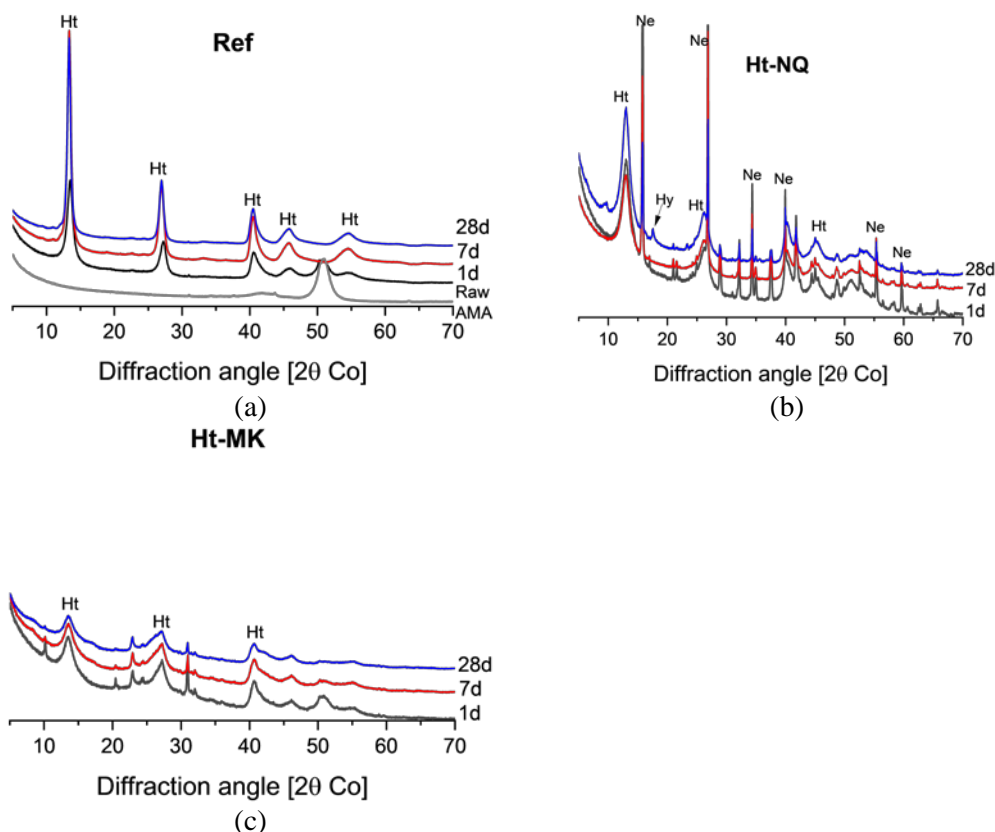 Ref
Ht
Ht
Ht
Ht
Ht
28d
7d
1d
Raw
AMA
10 20 30 40 50 60 70
Diffraction angle [2θ Co]
(a)
Ht-NQ
Ne
Ne
Ht
Hy
Ht
Ne
Ne
Ht
Ne
Ne
28d
7d
1d
10 20 30 40 50 60 70
Diffraction angle [2θ Co]
(b)
Ht-MK
Ht
Ht
Ht
28d
7d
1d
10 20 30 40 50 60 70
Diffraction angle [2θ Co]
(c)